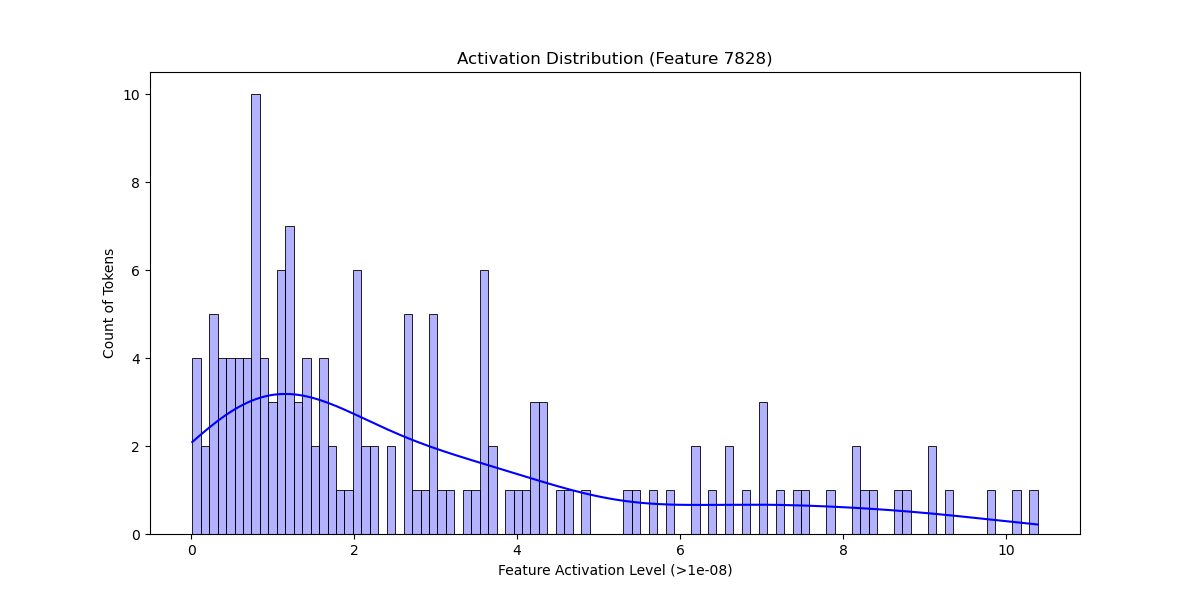 Activation Distribution (Feature 7828)
Count of Tokens
10
8
6
4
2
0
0 2 4 6 8 10
Feature Activation Level (>1e-08)